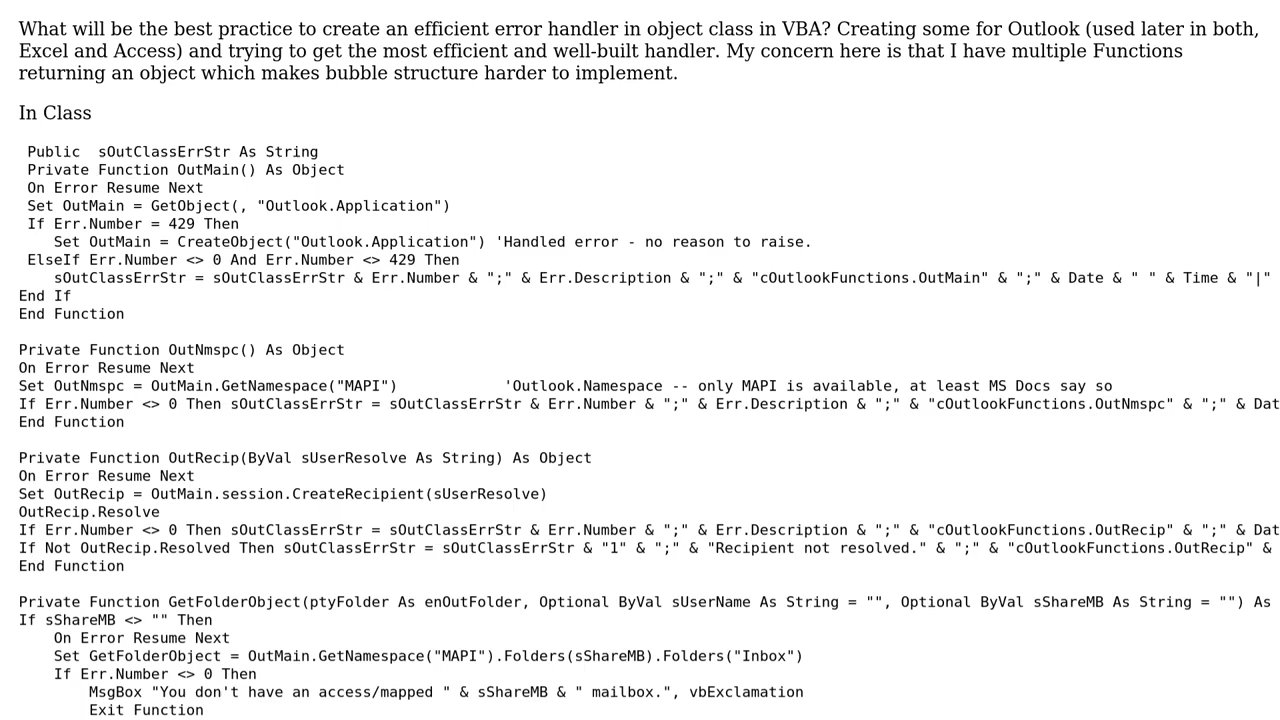 What will be the best practice to create an efficient error handler in object class in VBA? Creating some for Outlook (used later in both,
Excel and Access) and trying to get the most efficient and well-built handler. My concern here is that I have multiple Functions
returning an object which makes bubble structure harder to implement.
In Class
 Public  sOutClassErrStr As String
 Private Function OutMain() As Object
 On Error Resume Next
 Set OutMain = GetObject(, "Outlook.Application")
 If Err.Number = 429 Then
    Set OutMain = CreateObject("Outlook.Application") 'Handled error - no reason to raise.
 ElseIf Err.Number <> 0 And Err.Number <> 429 Then
    sOutClassErrStr = sOutClassErrStr & Err.Number & ";" & Err.Description & ";" & "cOutlookFunctions.OutMain" & ";" & Date & " " & Time & "|"
End If
End Function
Private Function OutNmspc() As Object
On Error Resume Next
Set OutNmspc = OutMain.GetNamespace("MAPI")            'Outlook.Namespace -- only MAPI is available, at least MS Docs say so
If Err.Number <> 0 Then sOutClassErrStr = sOutClassErrStr & Err.Number & ";" & Err.Description & ";" & "cOutlookFunctions.OutNmspc" & ";" & Dat
End Function
Private Function OutRecip(ByVal sUserResolve As String) As Object
On Error Resume Next
Set OutRecip = OutMain.session.CreateRecipient(sUserResolve)
OutRecip.Resolve
If Err.Number <> 0 Then sOutClassErrStr = sOutClassErrStr & Err.Number & ";" & Err.Description & ";" & "cOutlookFunctions.OutRecip" & ";" & Dat
If Not OutRecip.Resolved Then sOutClassErrStr = sOutClassErrStr & "1" & ";" & "Recipient not resolved." & ";" & "cOutlookFunctions.OutRecip" &
End Function
Private Function GetFolderObject(ptyFolder As enOutFolder, Optional ByVal sUserName As String = "", Optional ByVal sShareMB As String = "") As
If sShareMB <> "" Then
    On Error Resume Next
    Set GetFolderObject = OutMain.GetNamespace("MAPI").Folders(sShareMB).Folders("Inbox")
    If Err.Number <> 0 Then
        MsgBox "You don't have an access/mapped " & sShareMB & " mailbox.", vbExclamation
        Exit Function